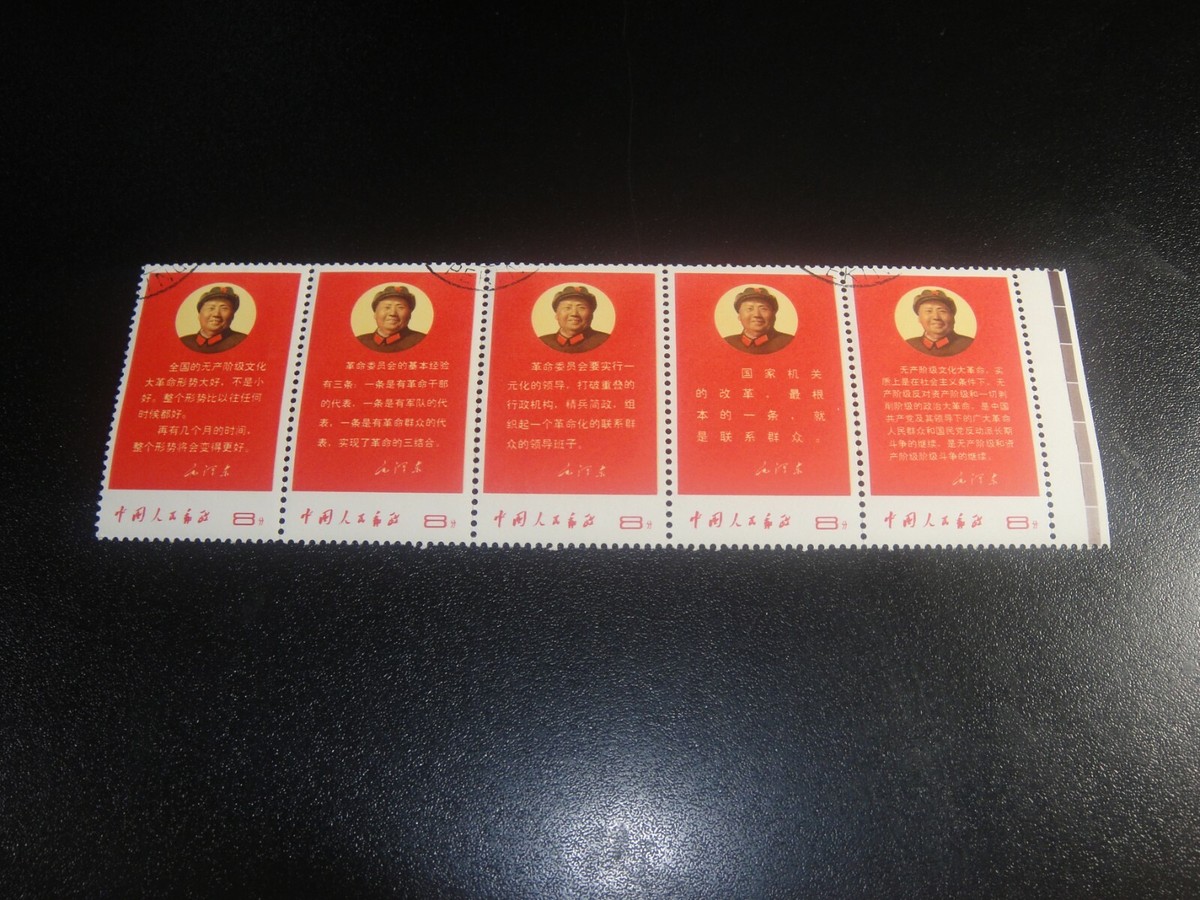 全国的无产阶级文化
大革命形势大好，不是小
好。整个形势比以往任何
时候都好。
再有几个月的时间，
整个形势将会变得更好。
毛泽东
中国人民邮政 8分
革命委员会的基本经验
有三条：一条是有革命干部
的代表，一条是有军队的代
表，一条是有革命群众的代
表，实现了革命的三结合。
毛泽东
中国人民邮政 8分
革命委员会要实行一
元化的领导，打破重叠的
行政机构，精兵简政，组
织起一个革命化的联系群
众的领导班子。
毛泽东
中国人民邮政 8分
国家机关
的改革，最根
本的一条，就
是联系群众。
毛泽东
中国人民邮政 8分
无产阶级文化大革命，实
质上是在社会主义条件下，无
产阶级反对资产阶级和一切剥
削阶级的政治大革命，是中国
共产党及其领导下的广大革命
人民群众和国民党反动派长期
斗争的继续，是无产阶级和资
产阶级阶级斗争的继续。
毛泽东
中国人民邮政 8分